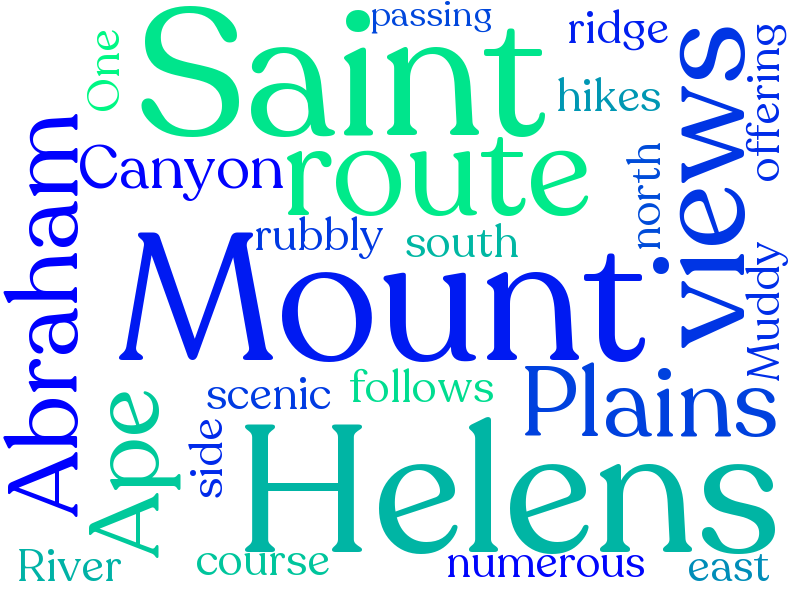 passing
ridge
One
Saint
views
offering
hikes
Abraham
Canyon
route
north
rubbly
south
Mount
Muddy
Plains
scenic
follows
Ape
side
Helens
River
course
numerous
east